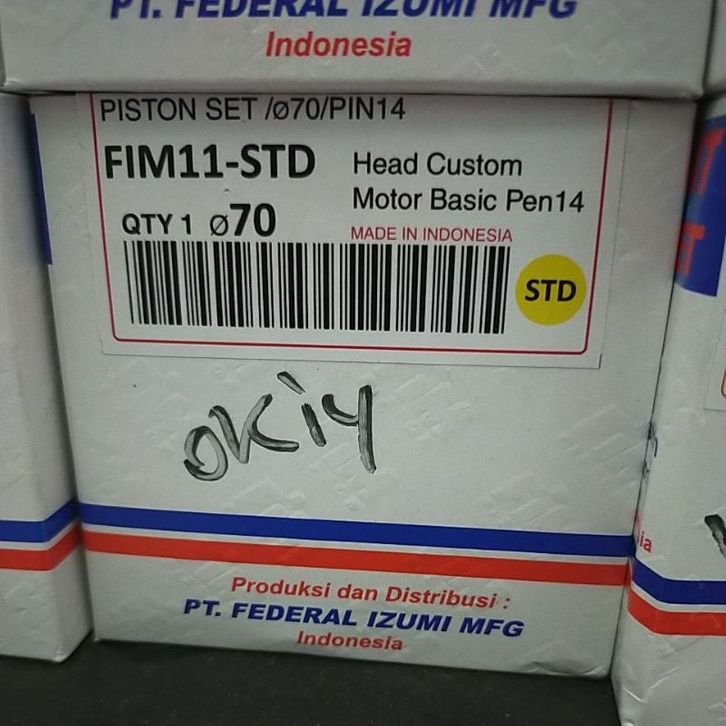 PT. FEDERAL IZUMI MFG
Indonesia
PISTON SET /ø70/PIN14
FIM11-STD
Head Custom
Motor Basic Pen14
QTY 1 ø70
MADE IN INDONESIA
STD
okiy
Produksi dan Distribusi :
PT. FEDERAL IZUMI MFG
Indonesia